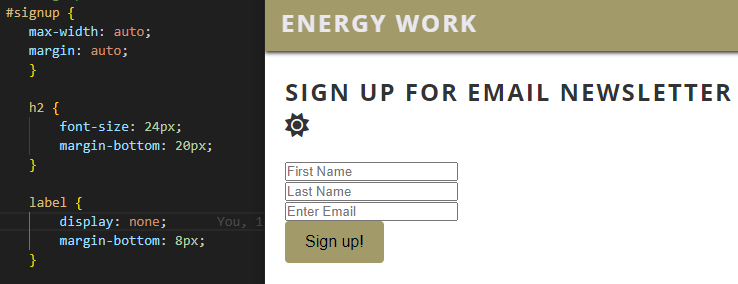 #signup {
max-width: auto;
margin: auto;
}
h2 {
font-size: 24px;
margin-bottom: 20px;
}
label {
display: none; You, 1
margin-bottom: 8px;
}
ENERGY WORK
SIGN UP FOR EMAIL NEWSLETTER
First Name
Last Name
Enter Email
Sign up!